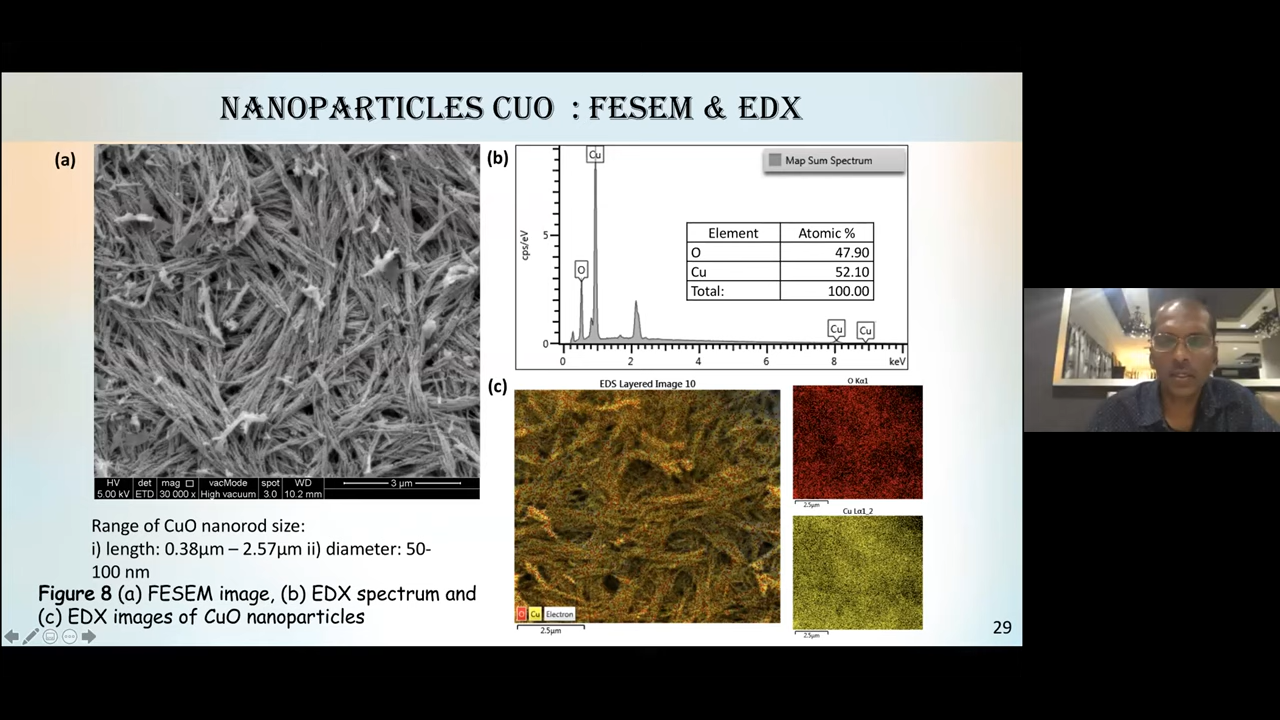 NANOPARTICLES CUO : FESEM & EDX
(a)
HV det mag vacMode spot WD
5.00 kV ETD 30 000 x High vacuum 3.0 10.2 mm
3 µm
Range of CuO nanorod size:
i) length: 0.38µm – 2.57µm ii) diameter: 50-
100 nm
Figure 8 (a) FESEM image, (b) EDX spectrum and
(c) EDX images of CuO nanoparticles
(b)
Map Sum Spectrum
Cu
O
Cu
Cu
cps/eV
5
0
0 2 4 6 8 keV
Element Atomic %
O 47.90
Cu 52.10
Total: 100.00
(c)
EDS Layered Image 10
O Cu Electron
2.5µm
O Kα1
2.5µm
Cu Lα1_2
2.5µm
29